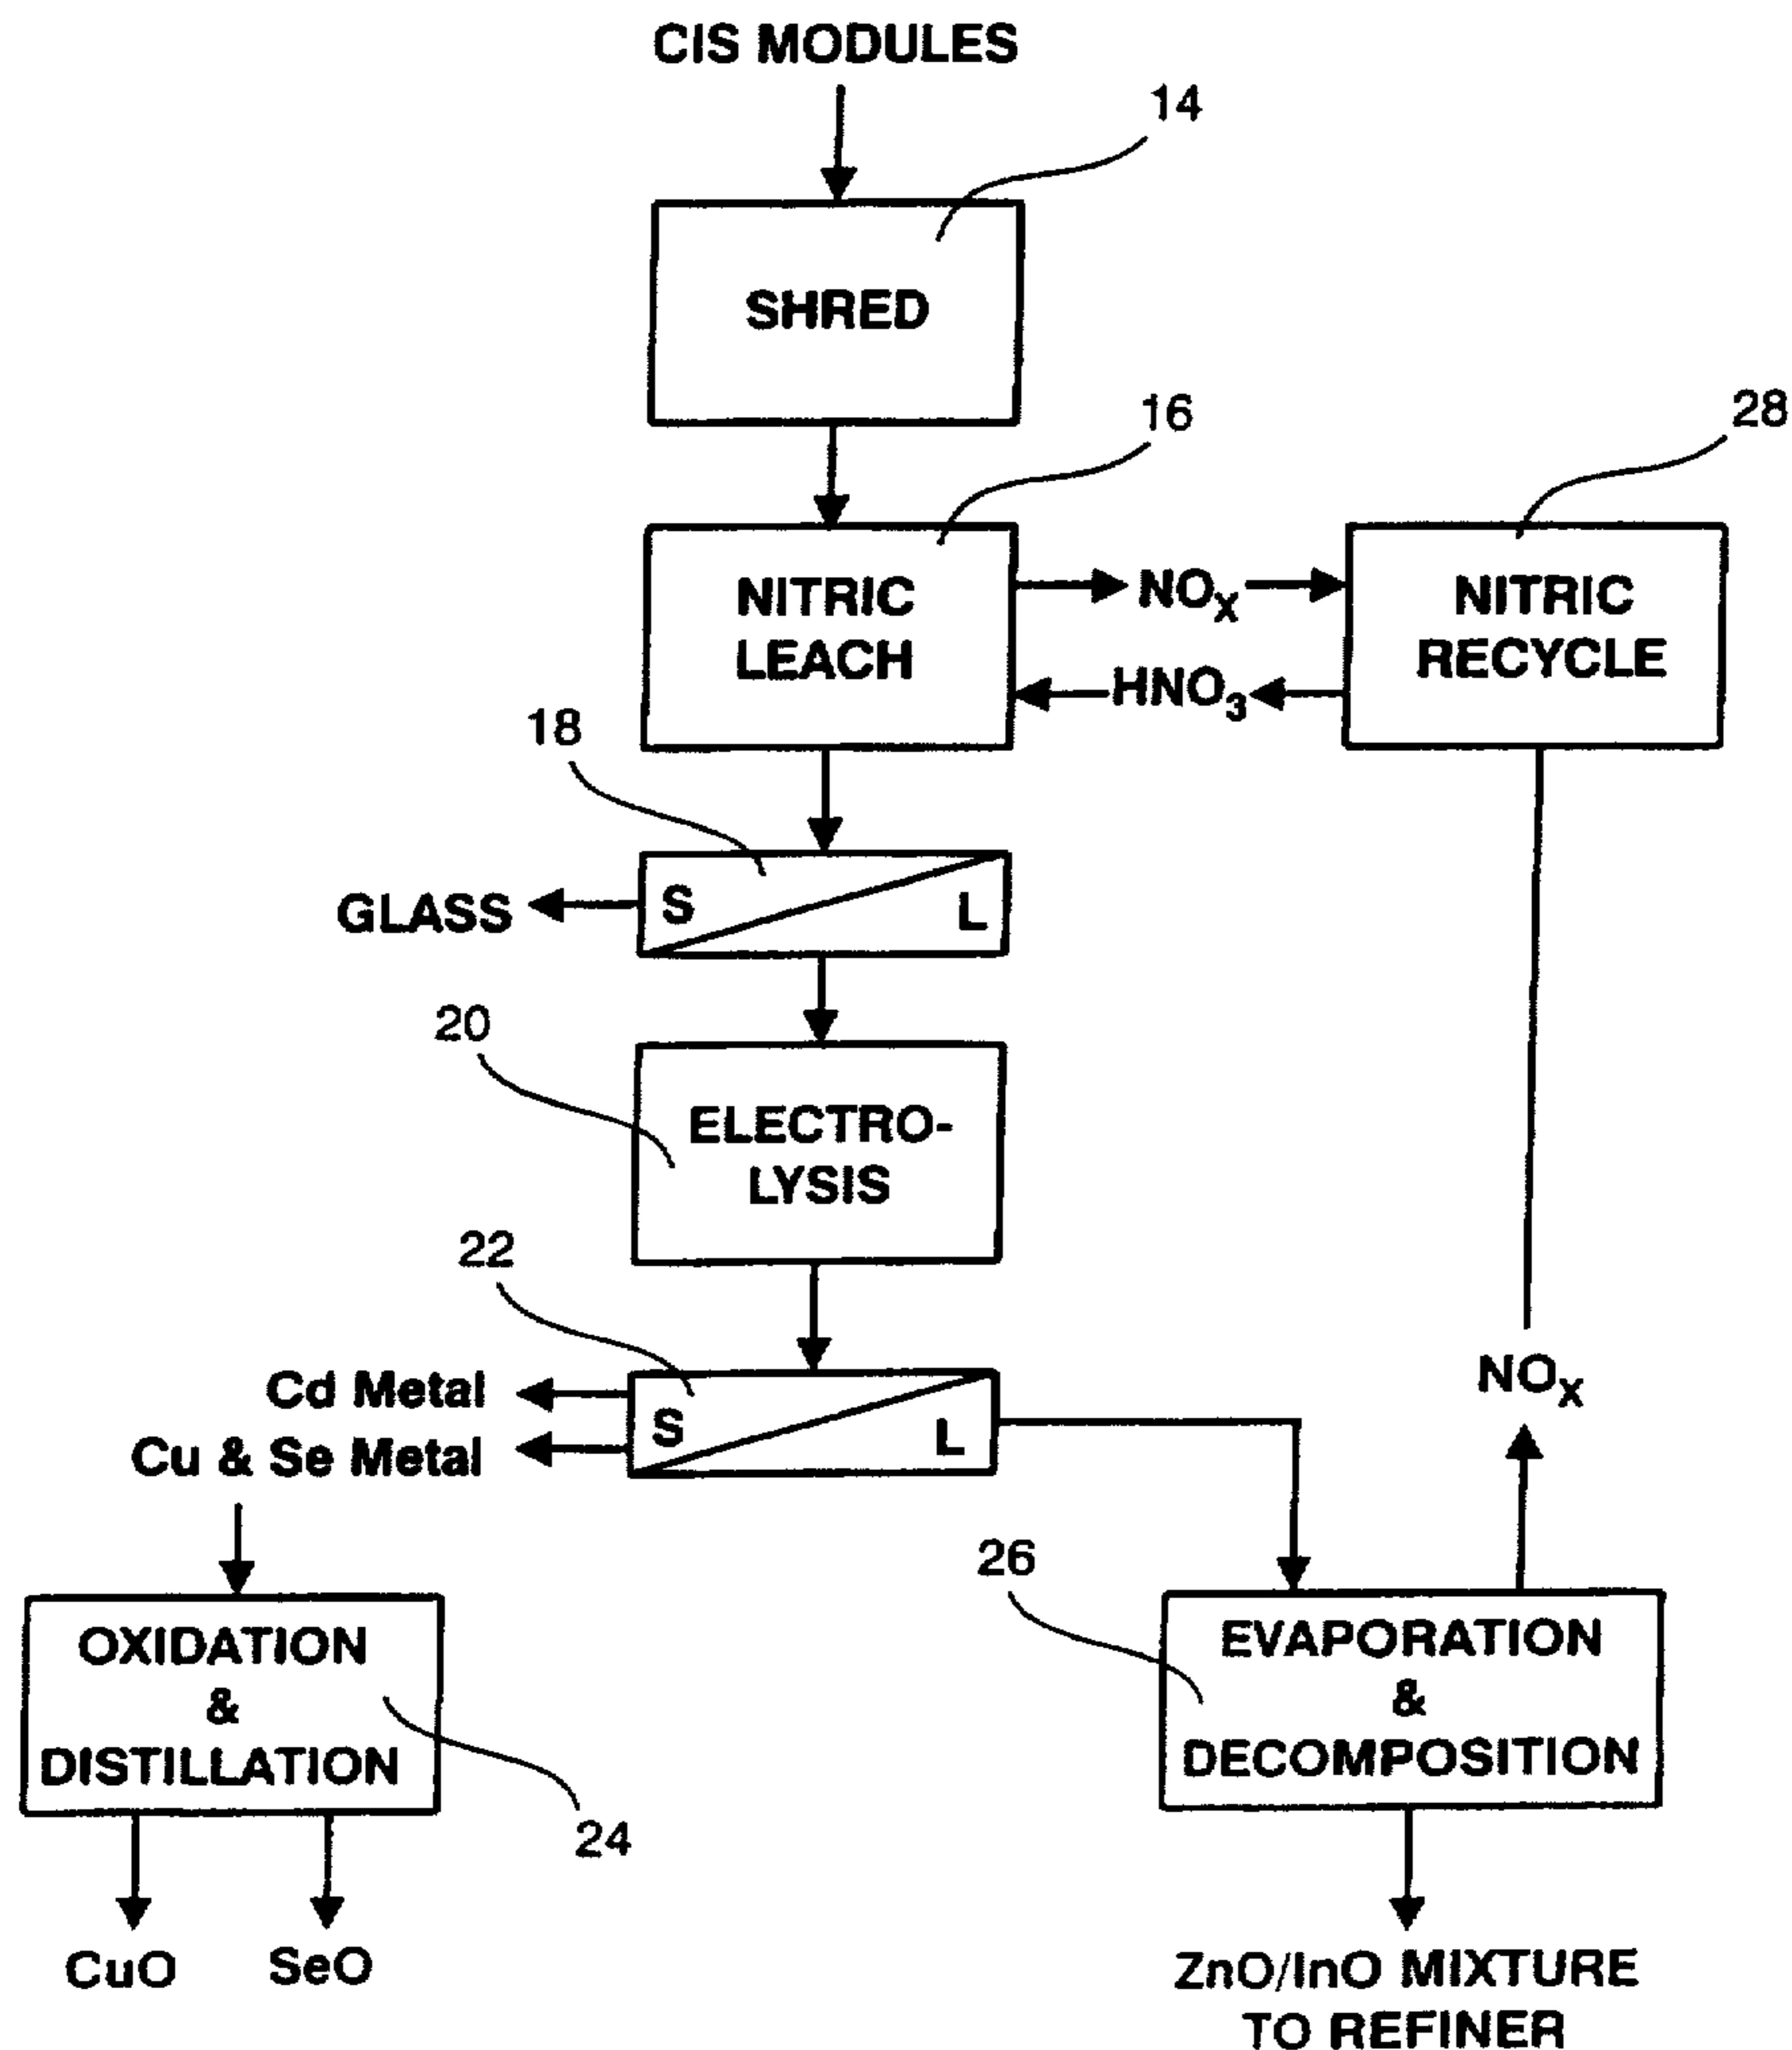 CIS MODULES
14
SHRED
16
28
NITRIC
LEACH
NOX
HNO3
NITRIC
RECYCLE
18
GLASS
S
L
20
ELECTRO-
LYSIS
22
Cd Metal
Cu & Se Metal
S
L
NOX
26
OXIDATION
&
DISTILLATION
24
EVAPORATION
&
DECOMPOSITION
CuO
SeO
ZnO/InO MIXTURE
TO REFINER